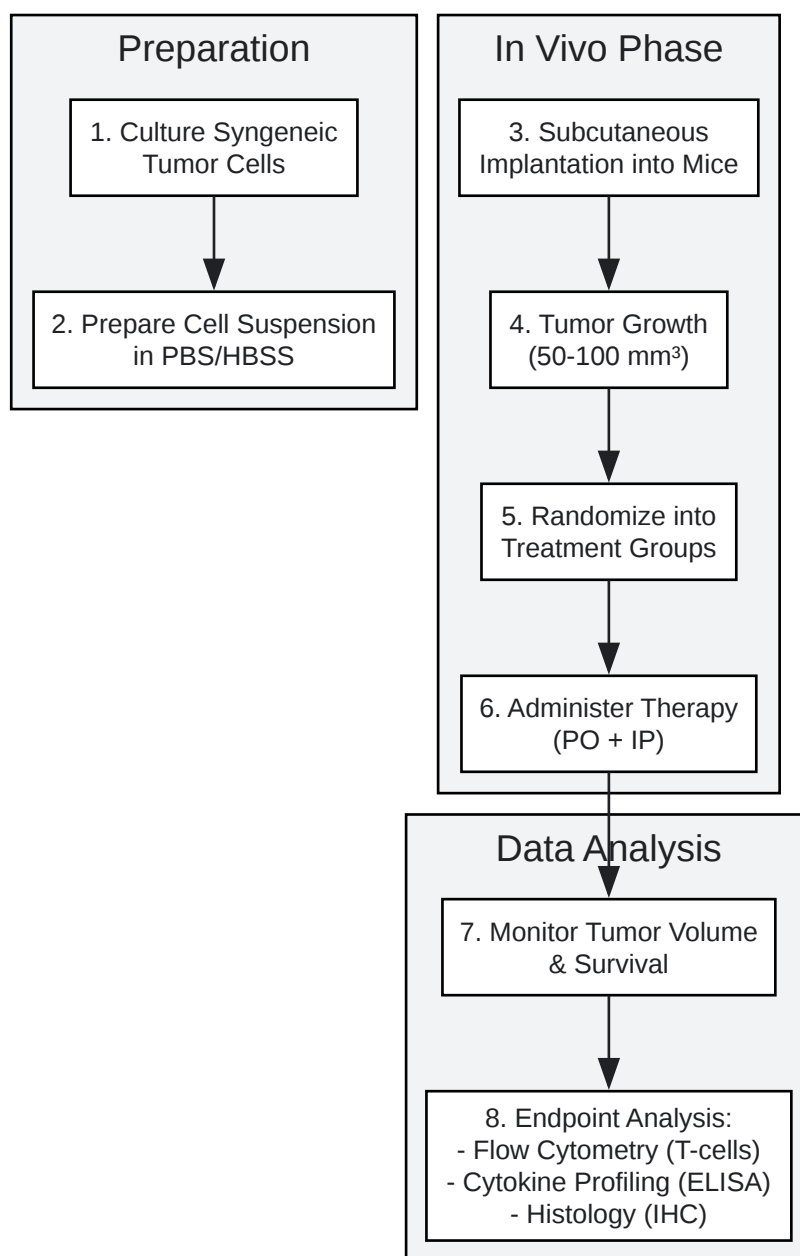 Preparation
1. Culture Syngeneic
Tumor Cells
2. Prepare Cell Suspension
in PBS/HBSS
In Vivo Phase
3. Subcutaneous
Implantation into Mice
4. Tumor Growth
(50-100 mm³)
5. Randomize into
Treatment Groups
6. Administer Therapy
(PO + IP)
Data Analysis
7. Monitor Tumor Volume
& Survival
8. Endpoint Analysis:
- Flow Cytometry (T-cells)
- Cytokine Profiling (ELISA)
- Histology (IHC)